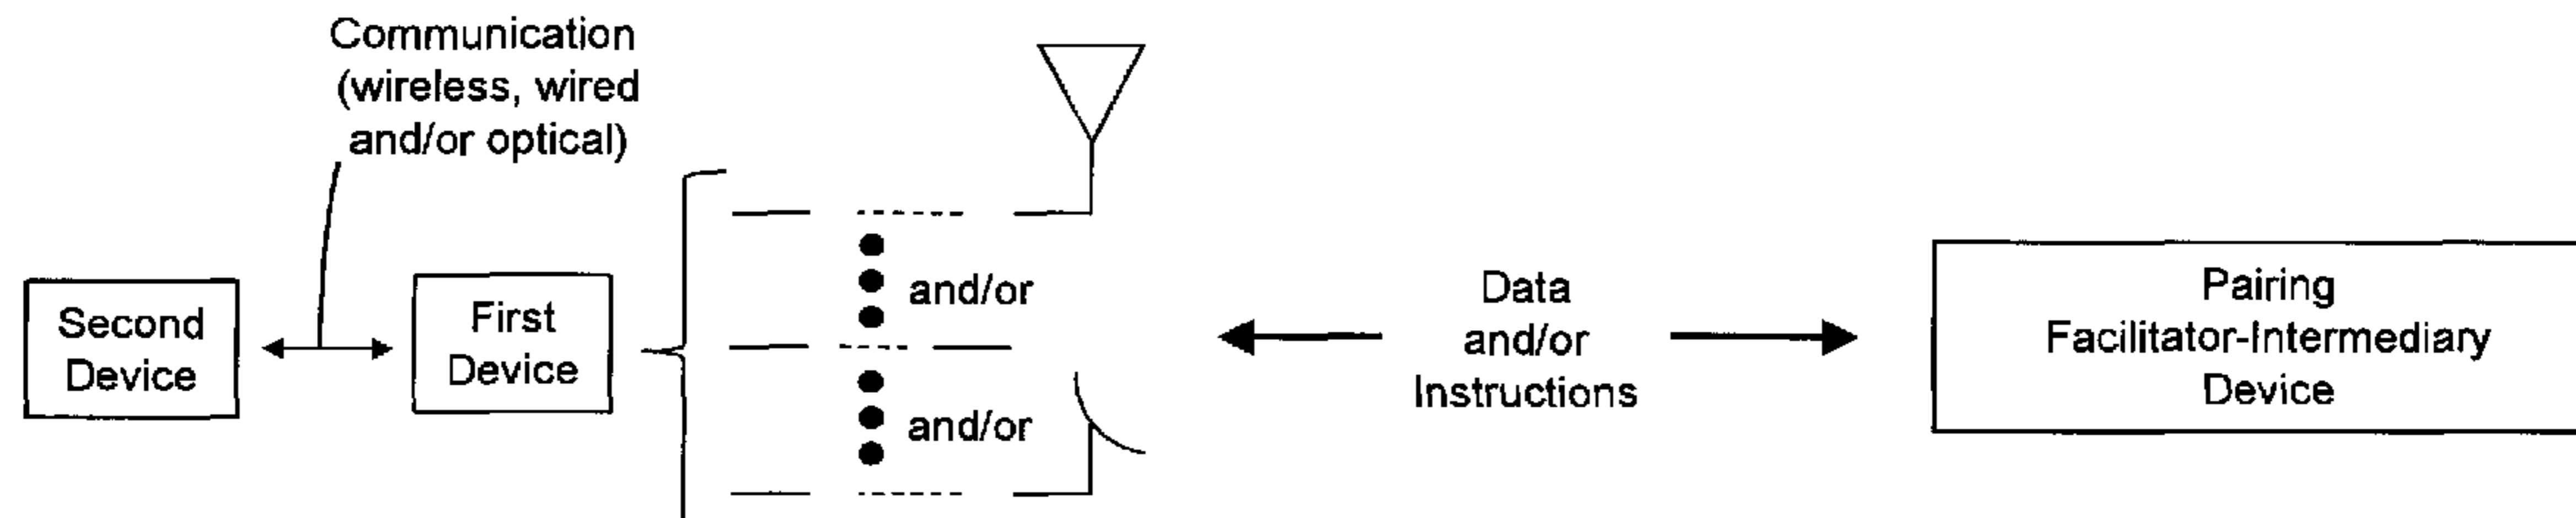 Communication
(wireless, wired
and/or optical)
Second
Device
First
Device
and/or
and/or
Data
and/or
Instructions
Pairing
Facilitator-Intermediary
Device